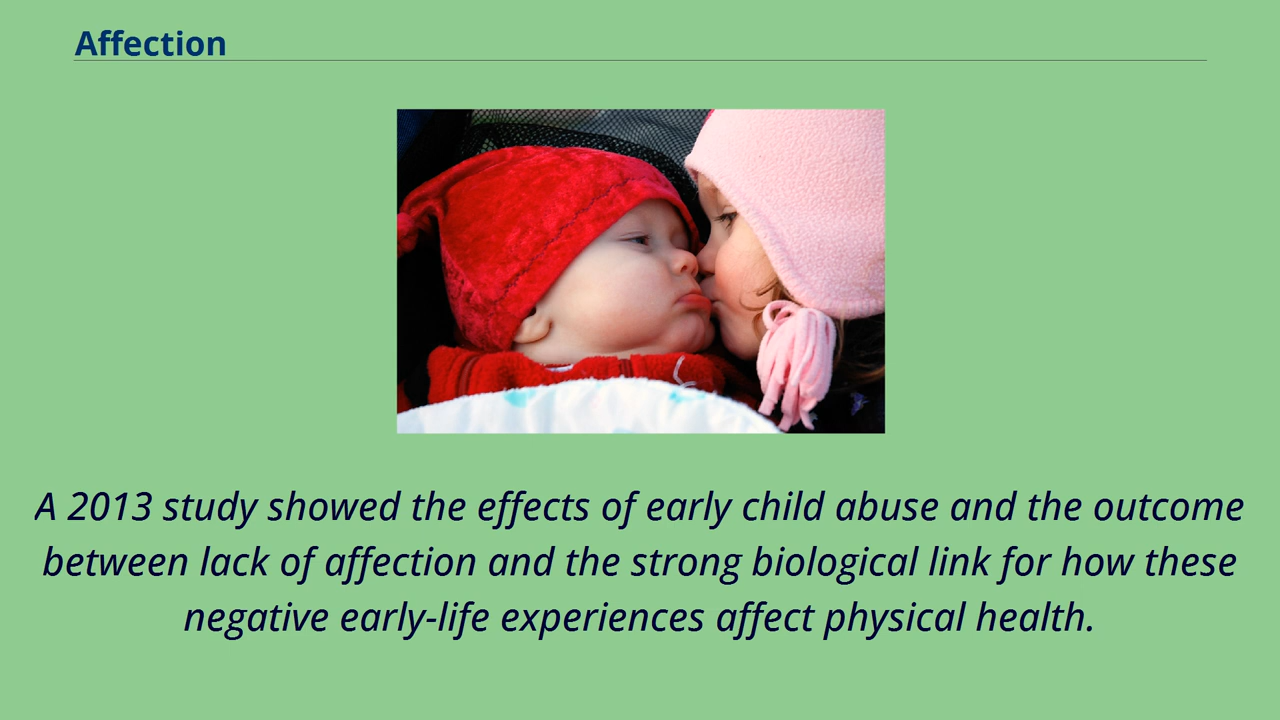 Affection
A 2013 study showed the effects of early child abuse and the outcome
between lack of affection and the strong biological link for how these
negative early-life experiences affect physical health.